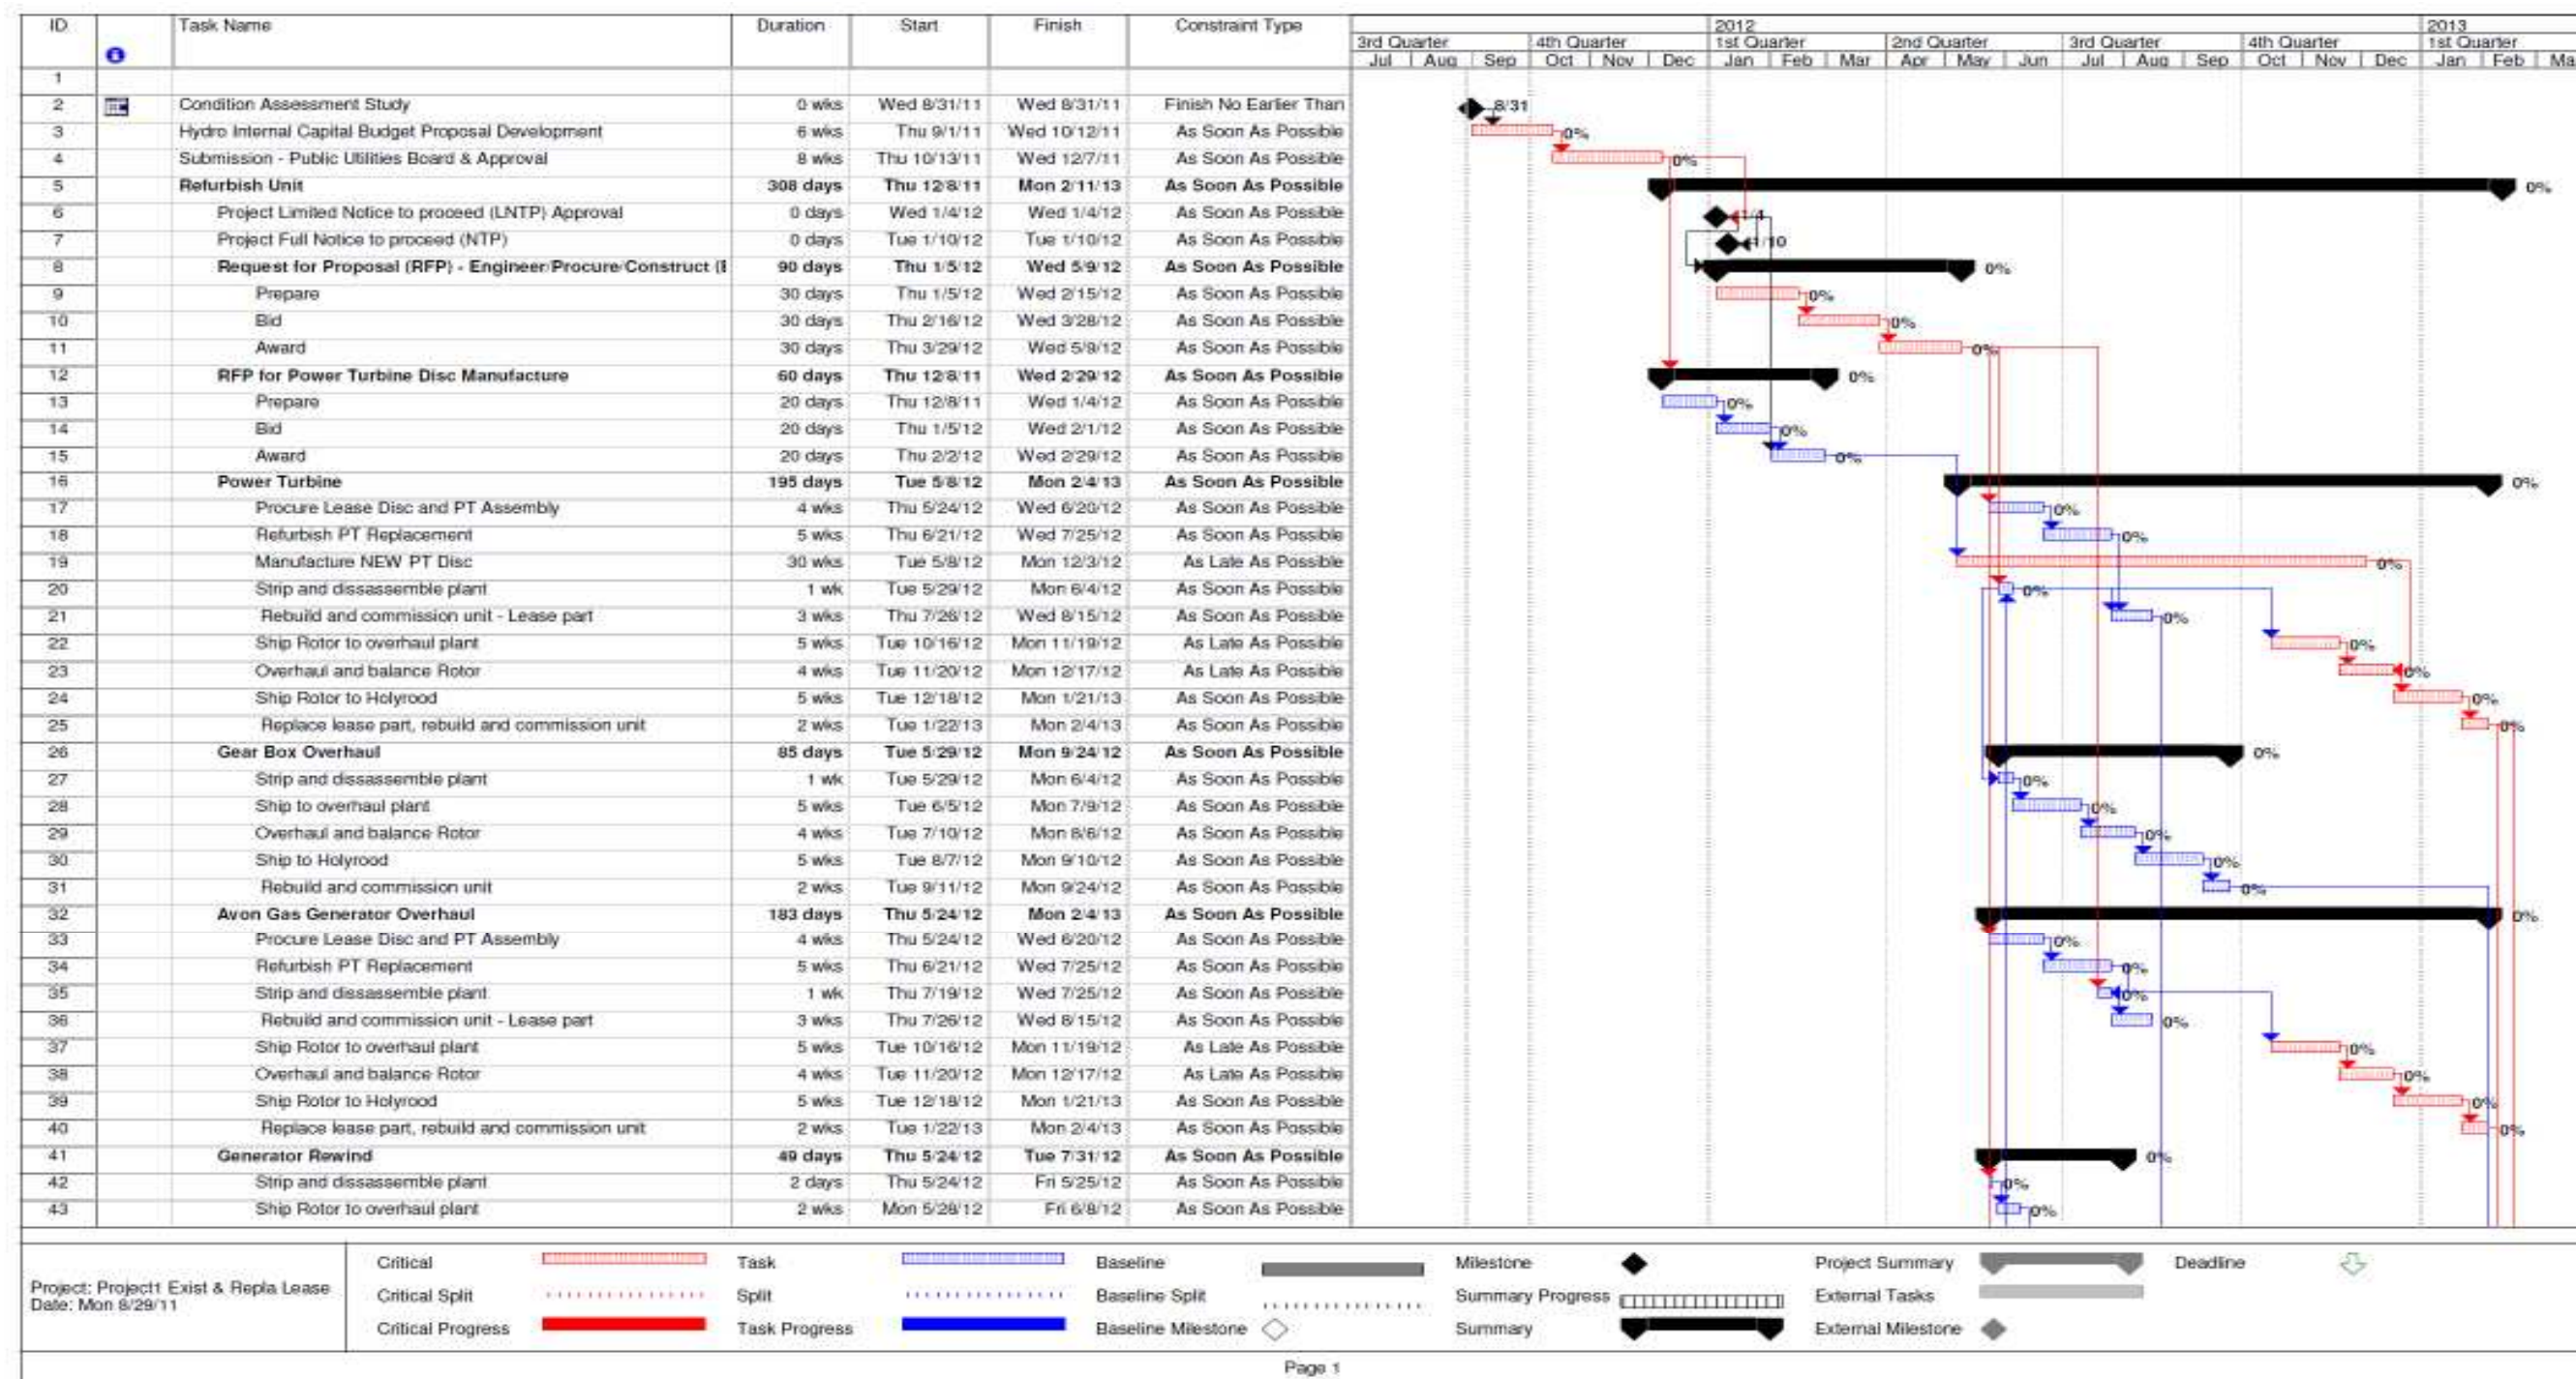 ID Task Name Duration Start Finish Constraint Type
2012 2013
3rd Quarter 4th Quarter 1st Quarter 2nd Quarter 3rd Quarter 4th Quarter 1st Quarter
Jul Aug Sep Oct Nov Dec Jan Feb Mar Apr May Jun Jul Aug Sep Oct Nov Dec Jan Feb Ma
1
2 Condition Assessment Study 0 wks Wed 8/31/11 Wed 8/31/11 Finish No Earlier Than 8/31
3 Hydro Internal Capital Budget Proposal Development 6 wks Thu 9/1/11 Wed 10/12/11 As Soon As Possible 0%
4 Submission - Public Utilities Board & Approval 8 wks Thu 10/13/11 Wed 12/7/11 As Soon As Possible 0%
5 Refurbish Unit 308 days Thu 12/8/11 Mon 2/11/13 As Soon As Possible 0%
6 Project Limited Notice to proceed (LNTP) Approval 0 days Wed 1/4/12 Wed 1/4/12 As Soon As Possible 1/4
7 Project Full Notice to proceed (NTP) 0 days Tue 1/10/12 Tue 1/10/12 As Soon As Possible 1/10
8 Request for Proposal (RFP) - Engineer/Procure/Construct ( 90 days Thu 1/5/12 Wed 5/9/12 As Soon As Possible 0%
9 Prepare 30 days Thu 1/5/12 Wed 2/15/12 As Soon As Possible 0%
10 Bid 30 days Thu 2/16/12 Wed 3/28/12 As Soon As Possible 0%
11 Award 30 days Thu 3/29/12 Wed 5/9/12 As Soon As Possible 0%
12 RFP for Power Turbine Disc Manufacture 60 days Thu 12/8/11 Wed 2/29/12 As Soon As Possible 0%
13 Prepare 20 days Thu 12/8/11 Wed 1/4/12 As Soon As Possible 0%
14 Bid 20 days Thu 1/5/12 Wed 2/1/12 As Soon As Possible 0%
15 Award 20 days Thu 2/2/12 Wed 2/29/12 As Soon As Possible 0%
16 Power Turbine 195 days Tue 5/8/12 Mon 2/4/13 As Soon As Possible 0%
17 Procure Lease Disc and PT Assembly 4 wks Thu 5/24/12 Wed 6/20/12 As Soon As Possible 0%
18 Refurbish PT Replacement 5 wks Thu 6/21/12 Wed 7/25/12 As Soon As Possible 0%
19 Manufacture NEW PT Disc 30 wks Tue 5/8/12 Mon 12/3/12 As Late As Possible 0%
20 Strip and dissassemble plant 1 wk Tue 5/29/12 Mon 6/4/12 As Soon As Possible 0%
21 Rebuild and commission unit - Lease part 3 wks Thu 7/26/12 Wed 8/15/12 As Soon As Possible 0%
22 Ship Rotor to overhaul plant 5 wks Tue 10/16/12 Mon 11/19/12 As Late As Possible 0%
23 Overhaul and balance Rotor 4 wks Tue 11/20/12 Mon 12/17/12 As Late As Possible 0%
24 Ship Rotor to Holyrood 5 wks Tue 12/18/12 Mon 1/21/13 As Soon As Possible 0%
25 Replace lease part, rebuild and commission unit 2 wks Tue 1/22/13 Mon 2/4/13 As Soon As Possible 0%
26 Gear Box Overhaul 85 days Tue 5/29/12 Mon 9/24/12 As Soon As Possible 0%
27 Strip and dissassemble plant 1 wk Tue 5/29/12 Mon 6/4/12 As Soon As Possible 0%
28 Ship to overhaul plant 5 wks Tue 6/5/12 Mon 7/9/12 As Soon As Possible 0%
29 Overhaul and balance Rotor 4 wks Tue 7/10/12 Mon 8/6/12 As Soon As Possible 0%
30 Ship to Holyrood 5 wks Tue 8/7/12 Mon 9/10/12 As Soon As Possible 0%
31 Rebuild and commission unit 2 wks Tue 9/11/12 Mon 9/24/12 As Soon As Possible 0%
32 Avon Gas Generator Overhaul 183 days Thu 5/24/12 Mon 2/4/13 As Soon As Possible 0%
33 Procure Lease Disc and PT Assembly 4 wks Thu 5/24/12 Wed 6/20/12 As Soon As Possible 0%
34 Refurbish PT Replacement 5 wks Thu 6/21/12 Wed 7/25/12 As Soon As Possible 0%
35 Strip and dissassemble plant 1 wk Thu 7/19/12 Wed 7/25/12 As Soon As Possible 0%
36 Rebuild and commission unit - Lease part 3 wks Thu 7/26/12 Wed 8/15/12 As Soon As Possible 0%
37 Ship Rotor to overhaul plant 5 wks Tue 10/16/12 Mon 11/19/12 As Late As Possible 0%
38 Overhaul and balance Rotor 4 wks Tue 11/20/12 Mon 12/17/12 As Late As Possible 0%
39 Ship Rotor to Holyrood 5 wks Tue 12/18/12 Mon 1/21/13 As Soon As Possible 0%
40 Replace lease part, rebuild and commission unit 2 wks Tue 1/22/13 Mon 2/4/13 As Soon As Possible 0%
41 Generator Rewind 49 days Thu 5/24/12 Tue 7/31/12 As Soon As Possible 0%
42 Strip and dissassemble plant 2 days Thu 5/24/12 Fri 5/25/12 As Soon As Possible 0%
43 Ship Rotor to overhaul plant 2 wks Mon 5/28/12 Fri 6/8/12 As Soon As Possible 0%
Project: Project1 Exist & Repla Lease
Date: Mon 8/29/11
Critical Task Baseline Milestone Project Summary Deadline
Critical Split Split Baseline Split Summary Progress External Tasks
Critical Progress Task Progress Baseline Milestone Summary External Milestone
Page 1